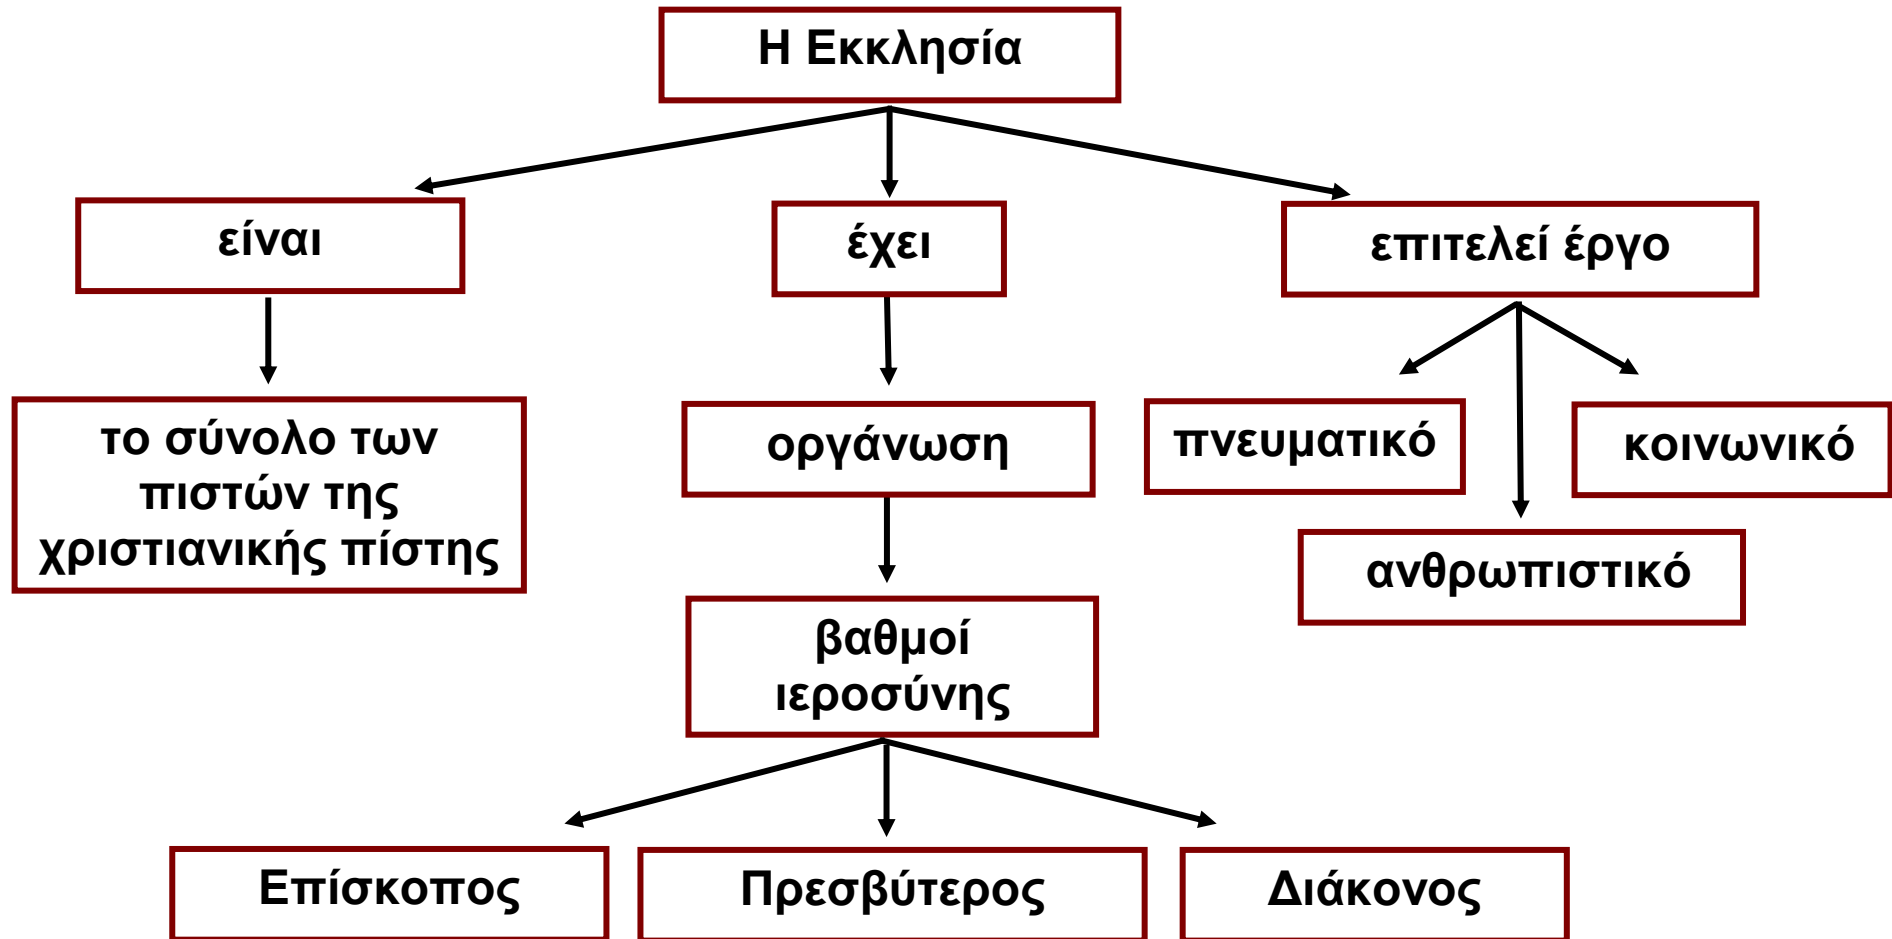 Η Εκκλησία
είναι
έχει
επιτελεί έργο
το σύνολο των
πιστών της
χριστιανικής πίστης
οργάνωση
πνευματικό
κοινωνικό
ανθρωπιστικό
βαθμοί
ιεροσύνης
Επίσκοπος
Πρεσβύτερος
Διάκονος